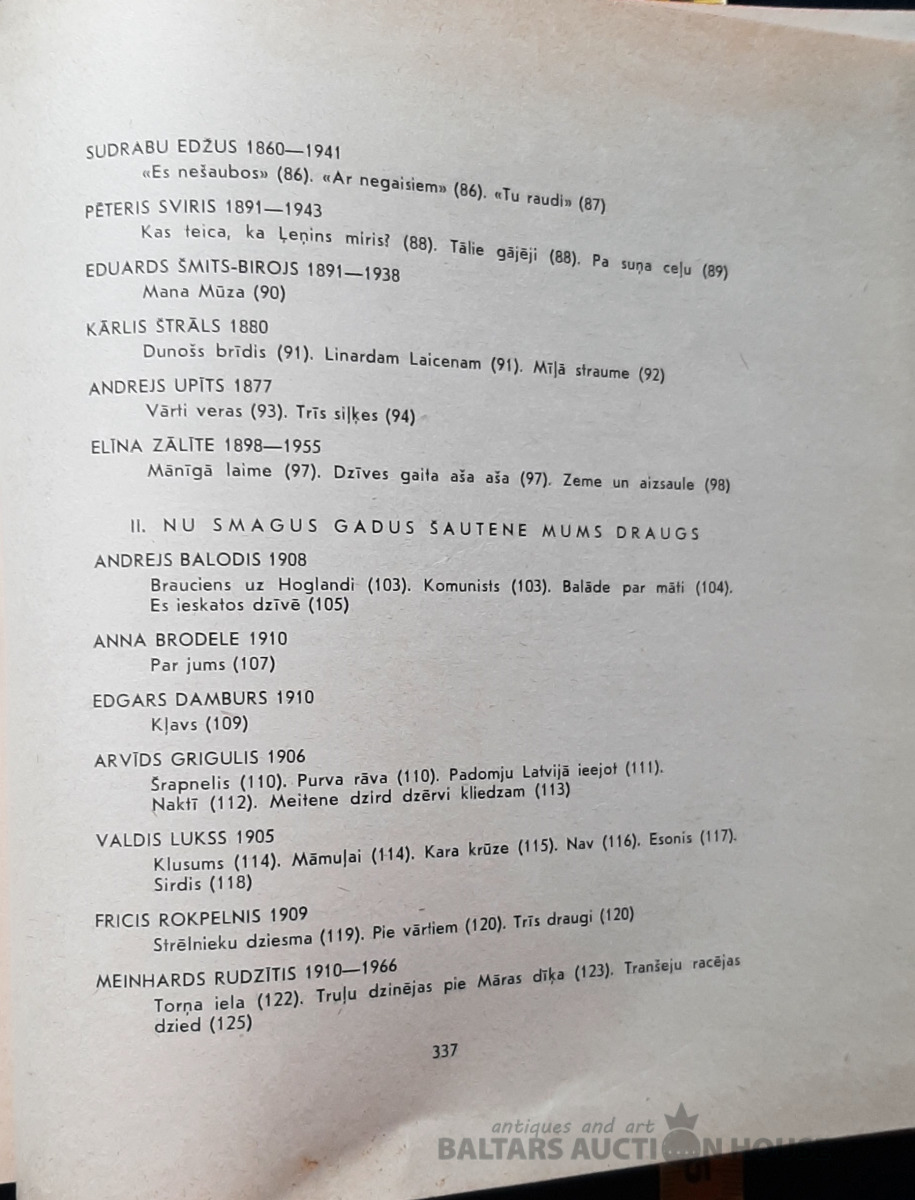 SUDRABU EDŽUS 1860—1941
«Es nešaubos» (86). «Ar negaisiem» (86). «Tu raudi» (87)
PĒTERIS SVIRIS 1891—1943
Kas teica, ka Ļeņins miris? (88). Tālie gājēji (88). Pa suņa ceļu (89)
EDUARDS ŠMITS-BIROJS 1891—1938
Mana Mūza (90)
KĀRLIS ŠTRĀLS 1880
Dunošs brīdis (91). Linardam Laicenam (91). Mīļā straume (92)
ANDREJS UPĪTS 1877
Vārti veras (93). Trīs siļķes (94)
ELĪNA ZĀLĪTE 1898—1955
Mānīgā laime (97). Dzīves gaita aša aša (97). Zeme un aizsaule (98)
II. NU SMAGUS GADUS ŠAUTENE MUMS DRAUGS
ANDREJS BALODIS 1908
Brauciens uz Hoglandi (103). Komunists (103). Balāde par māti (104).
Es ieskatos dzīvē (105)
ANNA BRODELE 1910
Par jums (107)
EDGARS DAMBURS 1910
Kļavs (109)
ARVĪDS GRIGULIS 1906
Šrapnelis (110). Purva rāva (110). Padomju Latvijā ieejot (111).
Naktī (112). Meitene dzird dzērvi kliedzam (113)
VALDIS LUKSS 1905
Klusums (114). Māmuļai (114). Kara krūze (115). Nav (116). Esonis (117).
Sirdis (118)
FRICIS ROKPELNIS 1909
Strēlnieku dziesma (119). Pie vārtiem (120). Trīs draugi (120)
MEINHARDS RUDZĪTIS 1910—1966
Torņa iela (122). Truļu dzinējas pie Māras dīķa (123). Tranšeju racējas
dzied (125)
337
antiques and art
BALTARS AUCTION HOUSE